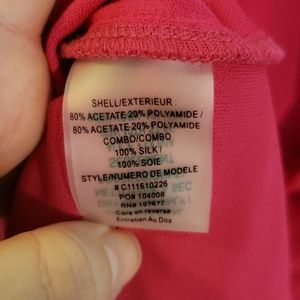 SHELL/EXTERIEUR :
80% ACETATE 20% POLYAMIDE /
80% ACETATE 20% POLYAMIDE
COMBO/COMBO
100% SILK /
100% SOIE
STYLE/NUMERO DE MODELE
# C111610226
PO# 104008
RN# 107677
Care on reverse
Entretien Au Dos